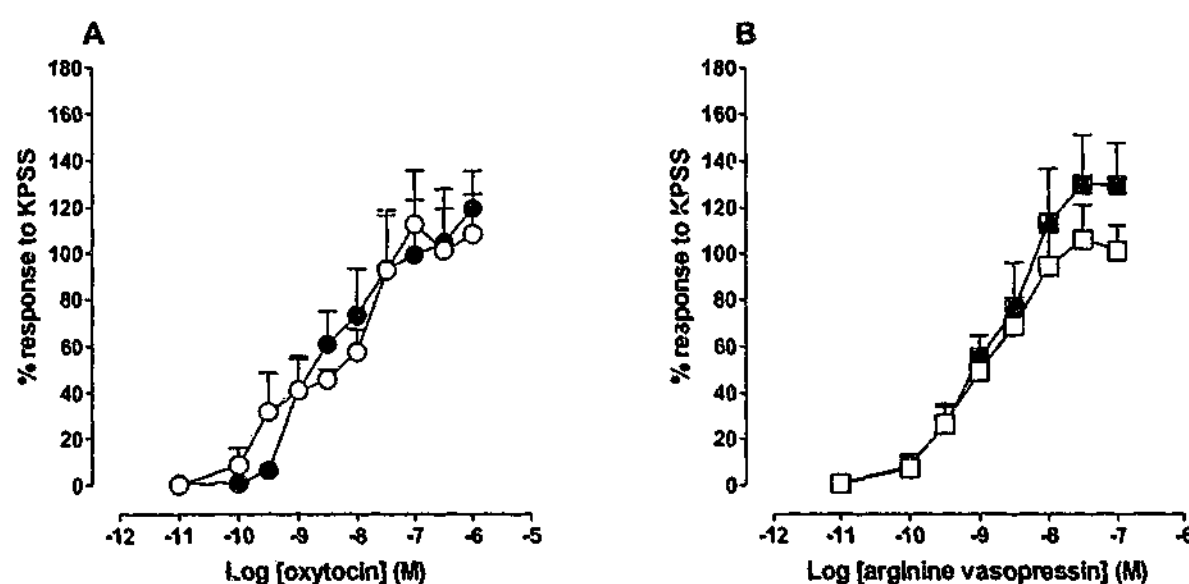 A
180
160
140
120
100
80
60
40
20
0
% response to KPSS
-12 -11 -10 -9 -8 -7 -6 -5
Log [oxytocin] (M)
B
180
160
140
120
100
80
60
40
20
0
% response to KPSS
-12 -11 -10 -9 -8 -7 -6
Log [arginine vasopressin] (M)